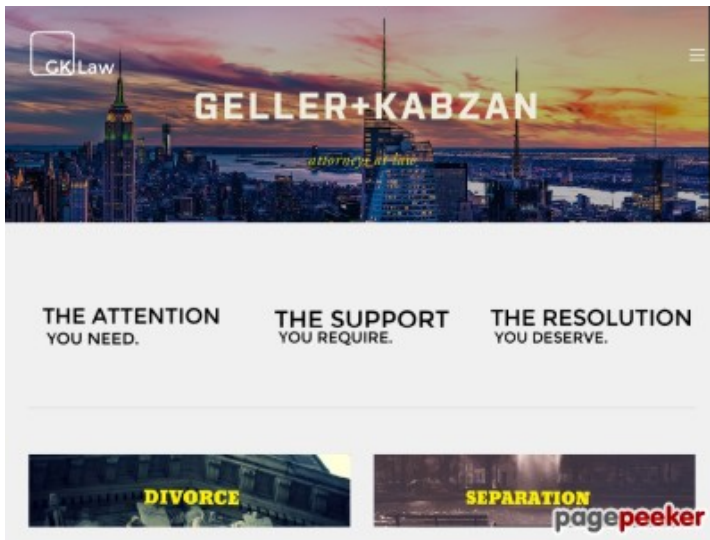 GK Law
GELLER+KABZAN
attorneys at law
THE ATTENTION
YOU NEED.
THE SUPPORT
YOU REQUIRE.
THE RESOLUTION
YOU DESERVE.
DIVORCE
SEPARATION
pagepeeker